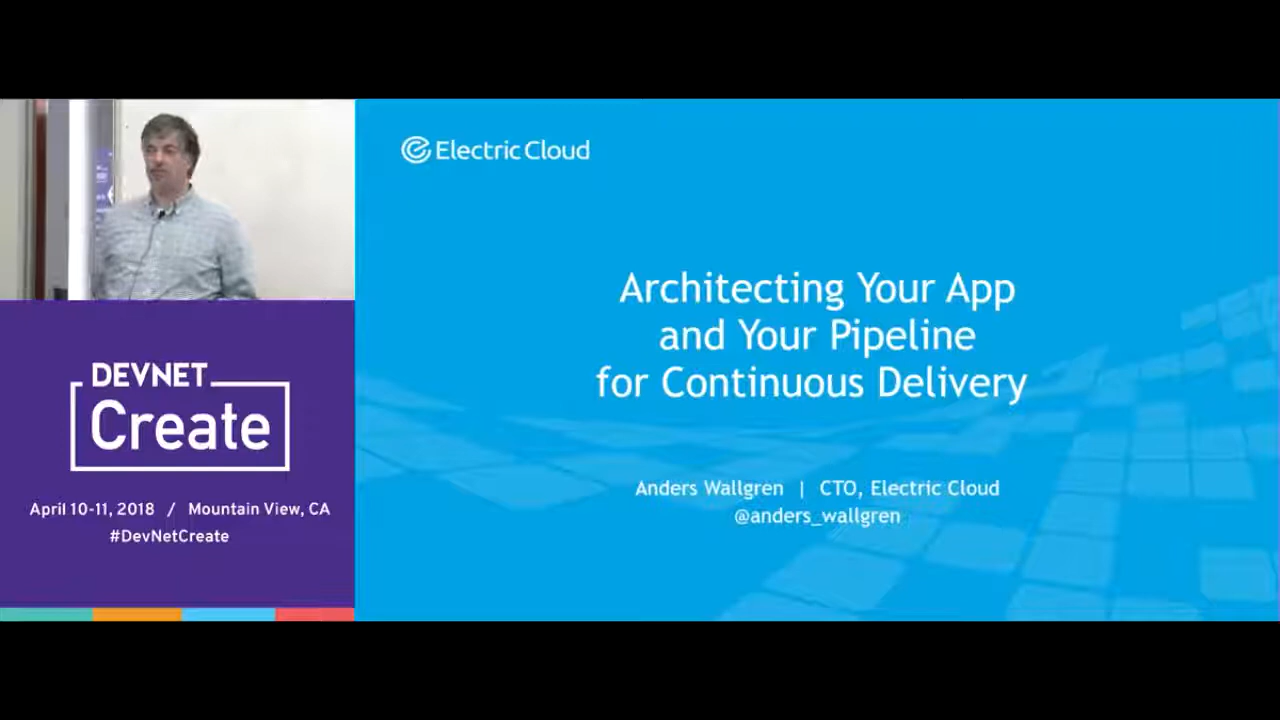 DEVNET
Create
April 10-11, 2018 / Mountain View, CA
#DevNetCreate
Electric Cloud
Architecting Your App
and Your Pipeline
for Continuous Delivery
Anders Wallgren | CTO, Electric Cloud
@anders_wallgren